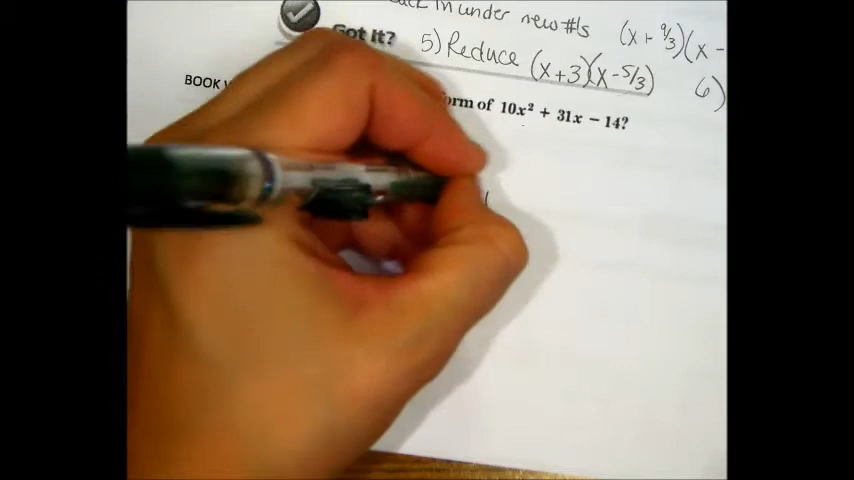 in under new #s (x + 9/3)(x -
Got It? 5) Reduce (x+3)(x-5/3) 6)
BOOK
orm of 10x² + 31x − 14?